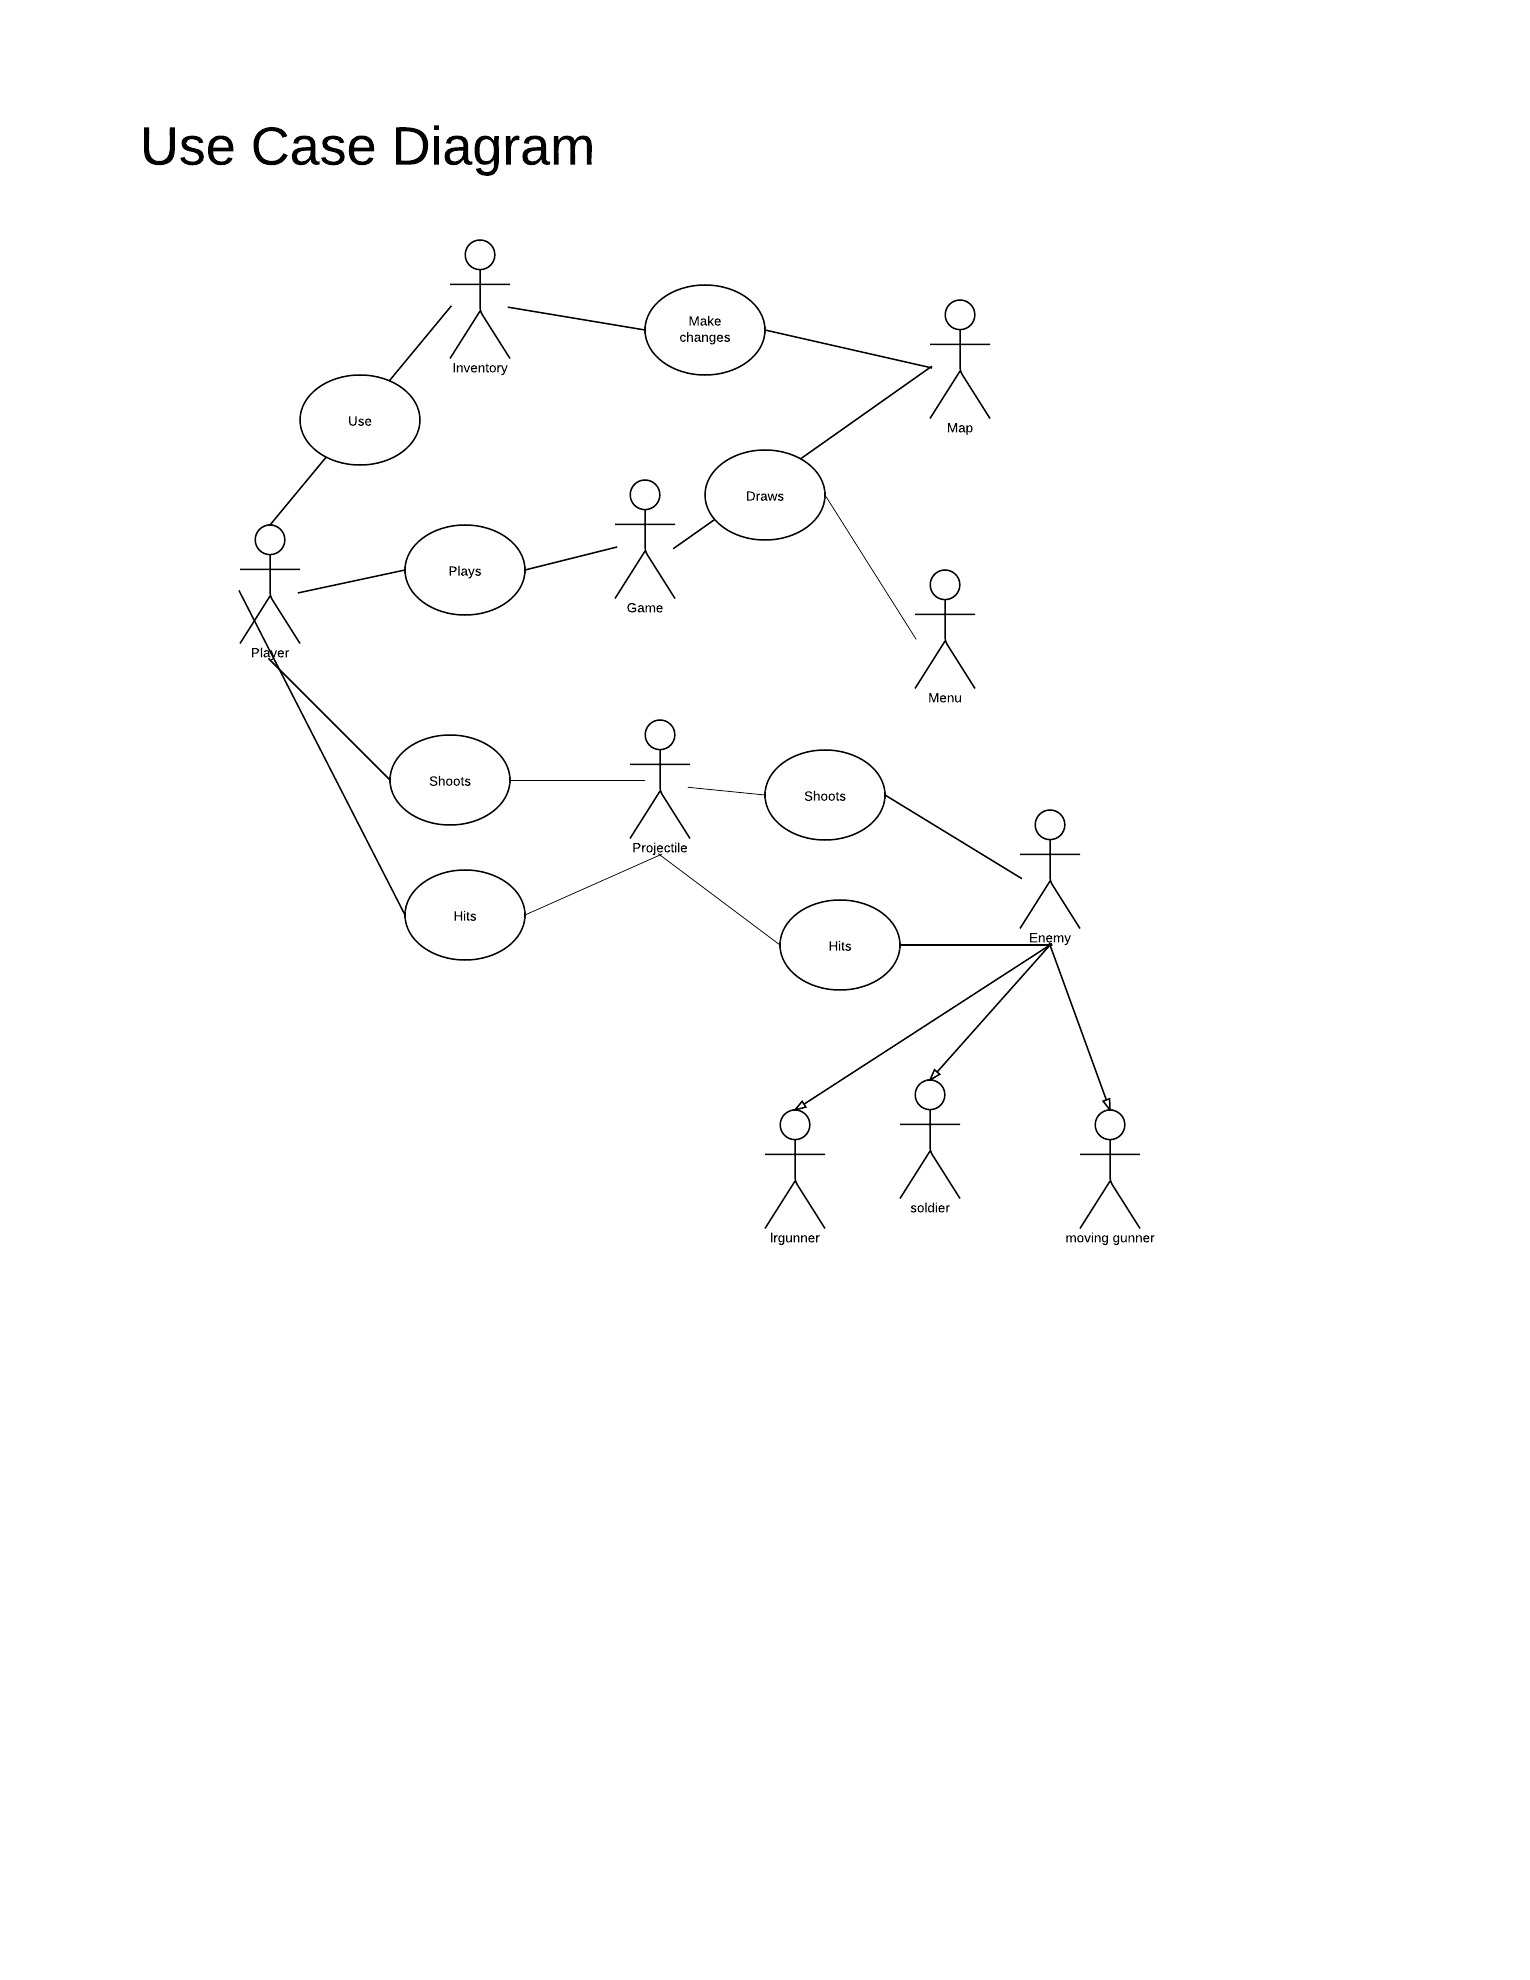 Use Case Diagram
Inventory
Make
changes
Map
Use
Draws
Plays
Game
Player
Menu
Shoots
Shoots
Projectile
Hits
Enemy
Hits
lrgunner
soldier
moving gunner